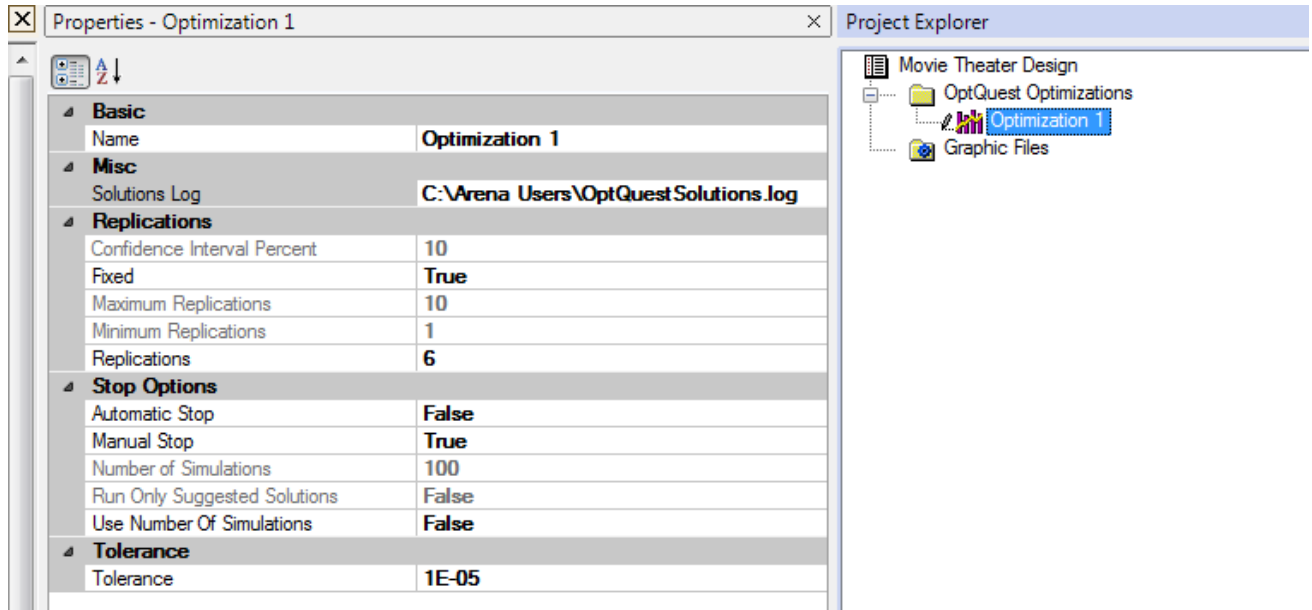 Properties - Optimization 1
Basic
Name Optimization 1
Misc
Solutions Log C:\Arena Users\OptQuestSolutions.log
Replications
Confidence Interval Percent 10
Fixed True
Maximum Replications 10
Minimum Replications 1
Replications 6
Stop Options
Automatic Stop False
Manual Stop True
Number of Simulations 100
Run Only Suggested Solutions False
Use Number Of Simulations False
Tolerance
Tolerance 1E-05
Project Explorer
Movie Theater Design
OptQuest Optimizations
Optimization 1
Graphic Files